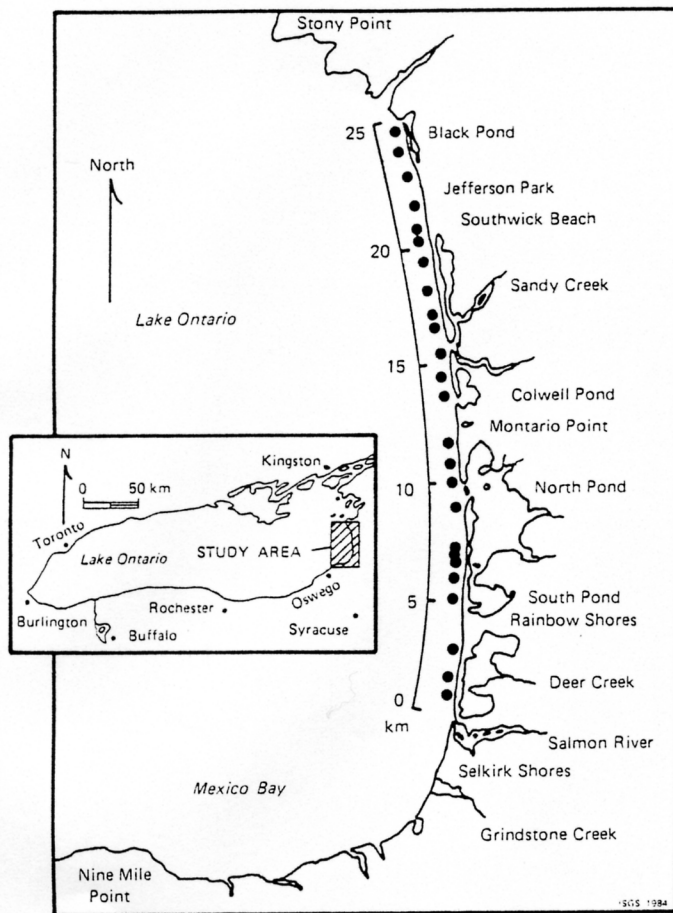 Stony Point
25
Black Pond
North
Jefferson Park
Southwick Beach
20
Sandy Creek
Lake Ontario
15
Colwell Pond
Montario Point
N
0 50 km
Kingston
10
North Pond
Toronto
Lake Ontario
STUDY AREA
Oswego
5
South Pond
Rainbow Shores
Burlington
Rochester
Buffalo
Syracuse
Deer Creek
0
km
Salmon River
Selkirk Shores
Mexico Bay
Grindstone Creek
Nine Mile
Point
ISGS 1984